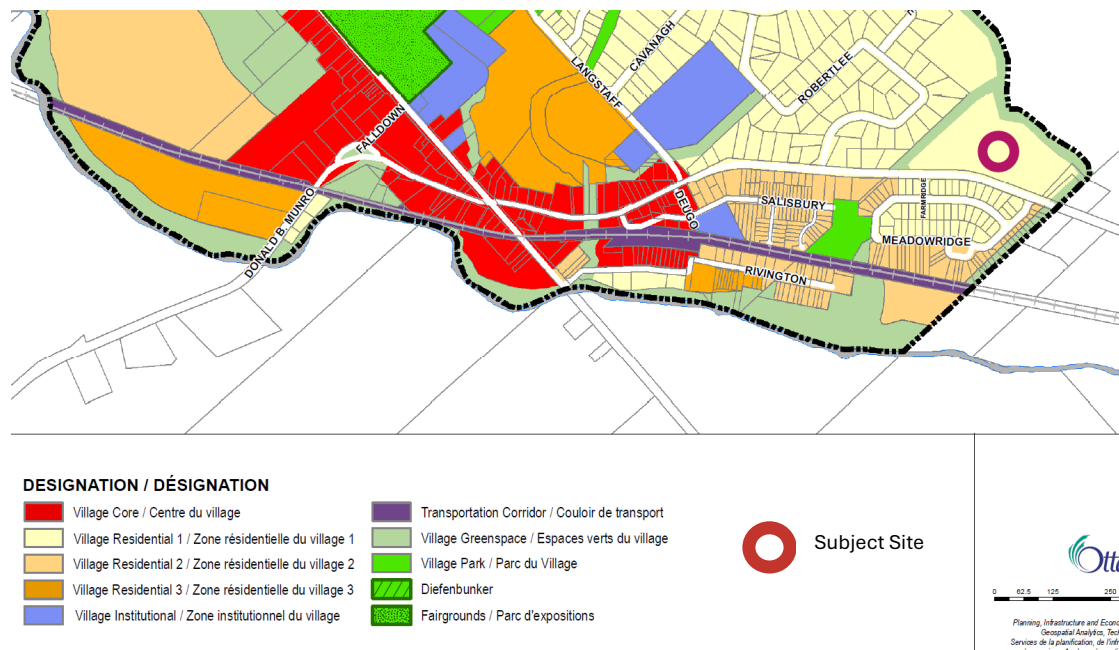 CAVANAGH
LANGSTAFF
ROBERTLEE
FALLDOWN
DONALD B. MUNRO
DEUGO
SALISBURY
FARMRIDGE
MEADOWRIDGE
RIVINGTON
DESIGNATION / DÉSIGNATION
Village Core / Centre du village
Village Residential 1 / Zone résidentielle du village 1
Village Residential 2 / Zone résidentielle du village 2
Village Residential 3 / Zone résidentielle du village 3
Village Institutional / Zone institutionnel du village
Transportation Corridor / Couloir de transport
Village Greenspace / Espaces verts du village
Village Park / Parc du Village
Diefenbunker
Fairgrounds / Parc d'expositions
Subject Site
Otta
0 62.5 125 250
Planning, Infrastructure and Econo
Geospatial Analytics, Tech
Services de la planification, de l'infr